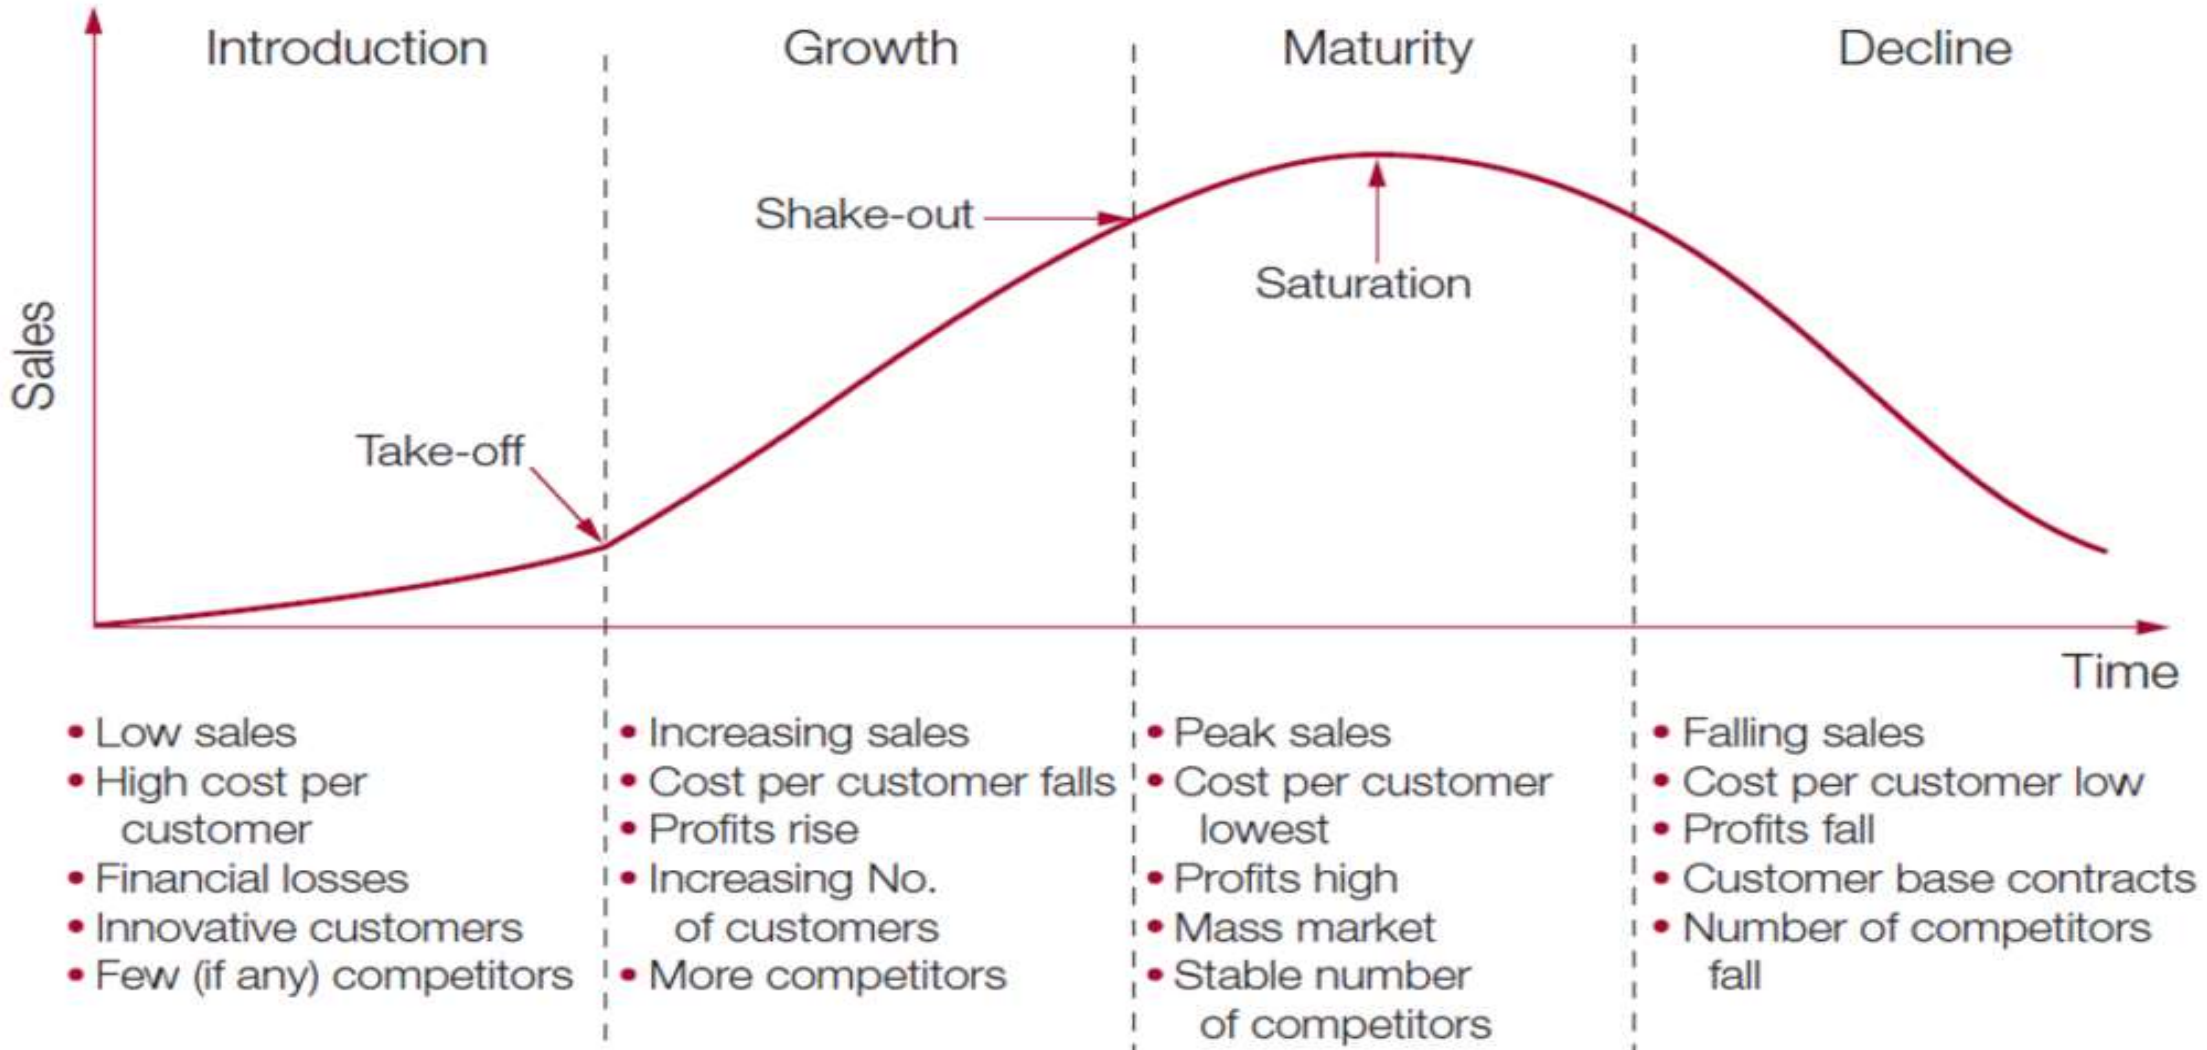 Introduction
Growth
Maturity
Decline
Shake-out
Saturation
Sales
Take-off
Time
• Low sales
• High cost per
customer
• Financial losses
• Innovative customers
• Few (if any) competitors
• Increasing sales
• Cost per customer falls
• Profits rise
• Increasing No.
of customers
• More competitors
• Peak sales
• Cost per customer
lowest
• Profits high
• Mass market
• Stable number
of competitors
• Falling sales
• Cost per customer low
• Profits fall
• Customer base contracts
• Number of competitors
fall